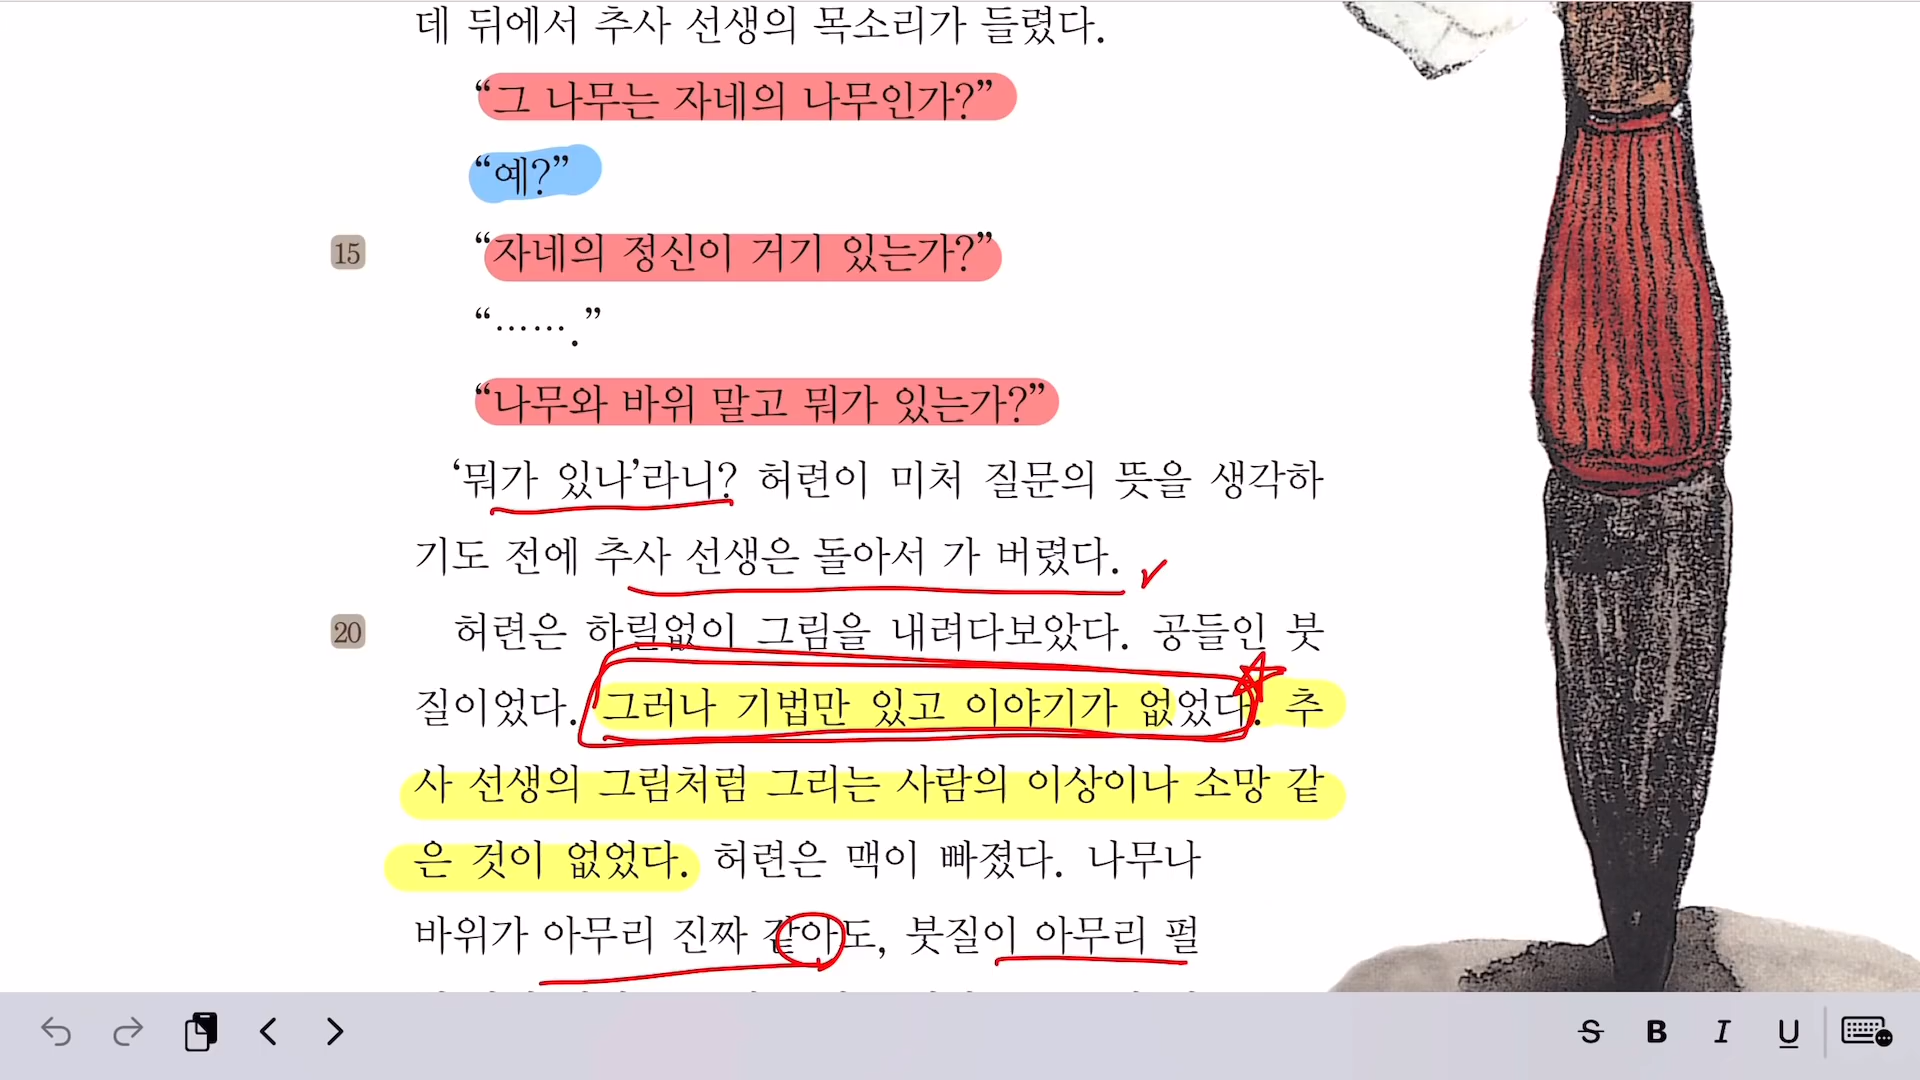 데 뒤에서 추사 선생의 목소리가 들렸다.
“그 나무는 자네의 나무인가?”
“예?”
15 “자네의 정신이 거기 있는가?”
“…….”
“나무와 바위 말고 뭐가 있는가?”
‘뭐가 있나’라니? 허련이 미처 질문의 뜻을 생각하
기도 전에 추사 선생은 돌아서 가 버렸다.
20 허련은 하릴없이 그림을 내려다보았다. 공들인 붓
질이었다. 그러나 기법만 있고 이야기가 없었다. 추
사 선생의 그림처럼 그리는 사람의 이상이나 소망 같
은 것이 없었다. 허련은 맥이 빠졌다. 나무나
바위가 아무리 진짜 같아도, 붓질이 아무리 펄
S B I U